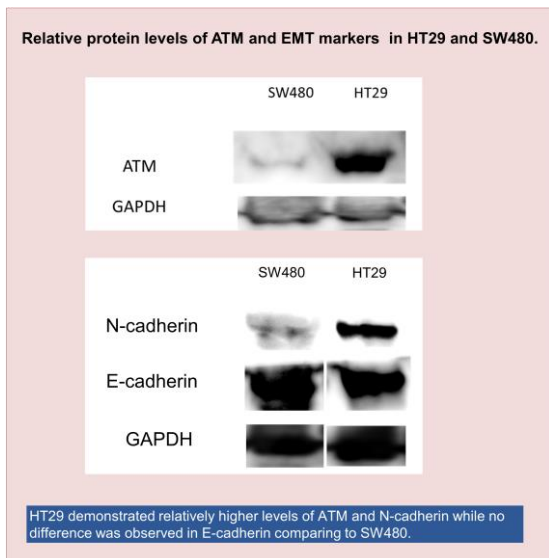 Relative protein levels of ATM and EMT markers in HT29 and SW480.
SW480 HT29
ATM
GAPDH
SW480 HT29
N-cadherin
E-cadherin
GAPDH
HT29 demonstrated relatively higher levels of ATM and N-cadherin while no
difference was observed in E-cadherin comparing to SW480.